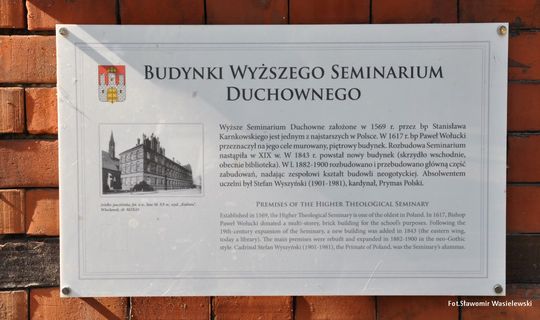 BUDYNKI WYŻSZEGO SEMINARIUM
DUCHOWNEGO
Wyższe Seminarium Duchowne założone w 1569 r. przez bp Stanisława
Karnkowskiego jest jednym z najstarszych w Polsce. W 1617 r. bp Paweł Wołucki
przeznaczył na jego cele murowany, piętrowy budynek. Rozbudowa Seminarium
nastąpiła w XIX w. W 1843 r. powstał nowy budynek (skrzydło wschodnie,
obecnie biblioteka). W l. 1882-1900 rozbudowano i przebudowano główną część
zabudowań, nadając zespołowi kształt budowli neogotyckiej. Absolwentem
uczelni był Stefan Wyszyński (1901-1981), kardynał, Prymas Polski.
PREMISES OF THE HIGHER THEOLOGICAL SEMINARY
Established in 1569, the Higher Theological Seminary is one of the oldest in Poland. In 1617, Bishop
Paweł Wołucki donated a multi-storey, brick building for the school's purposes. Following the
19th-century expansion of the Seminary, a new building was added in 1843 (the eastern wing,
today a library). The main premises were rebuilt and expanded in 1882-1900 in the neo-Gothic
style. Cadrinal Stefan Wyszyński (1901-1981), the Primate of Poland, was the Seminary's alumnus.
Fot.Sławomir Wasielewski